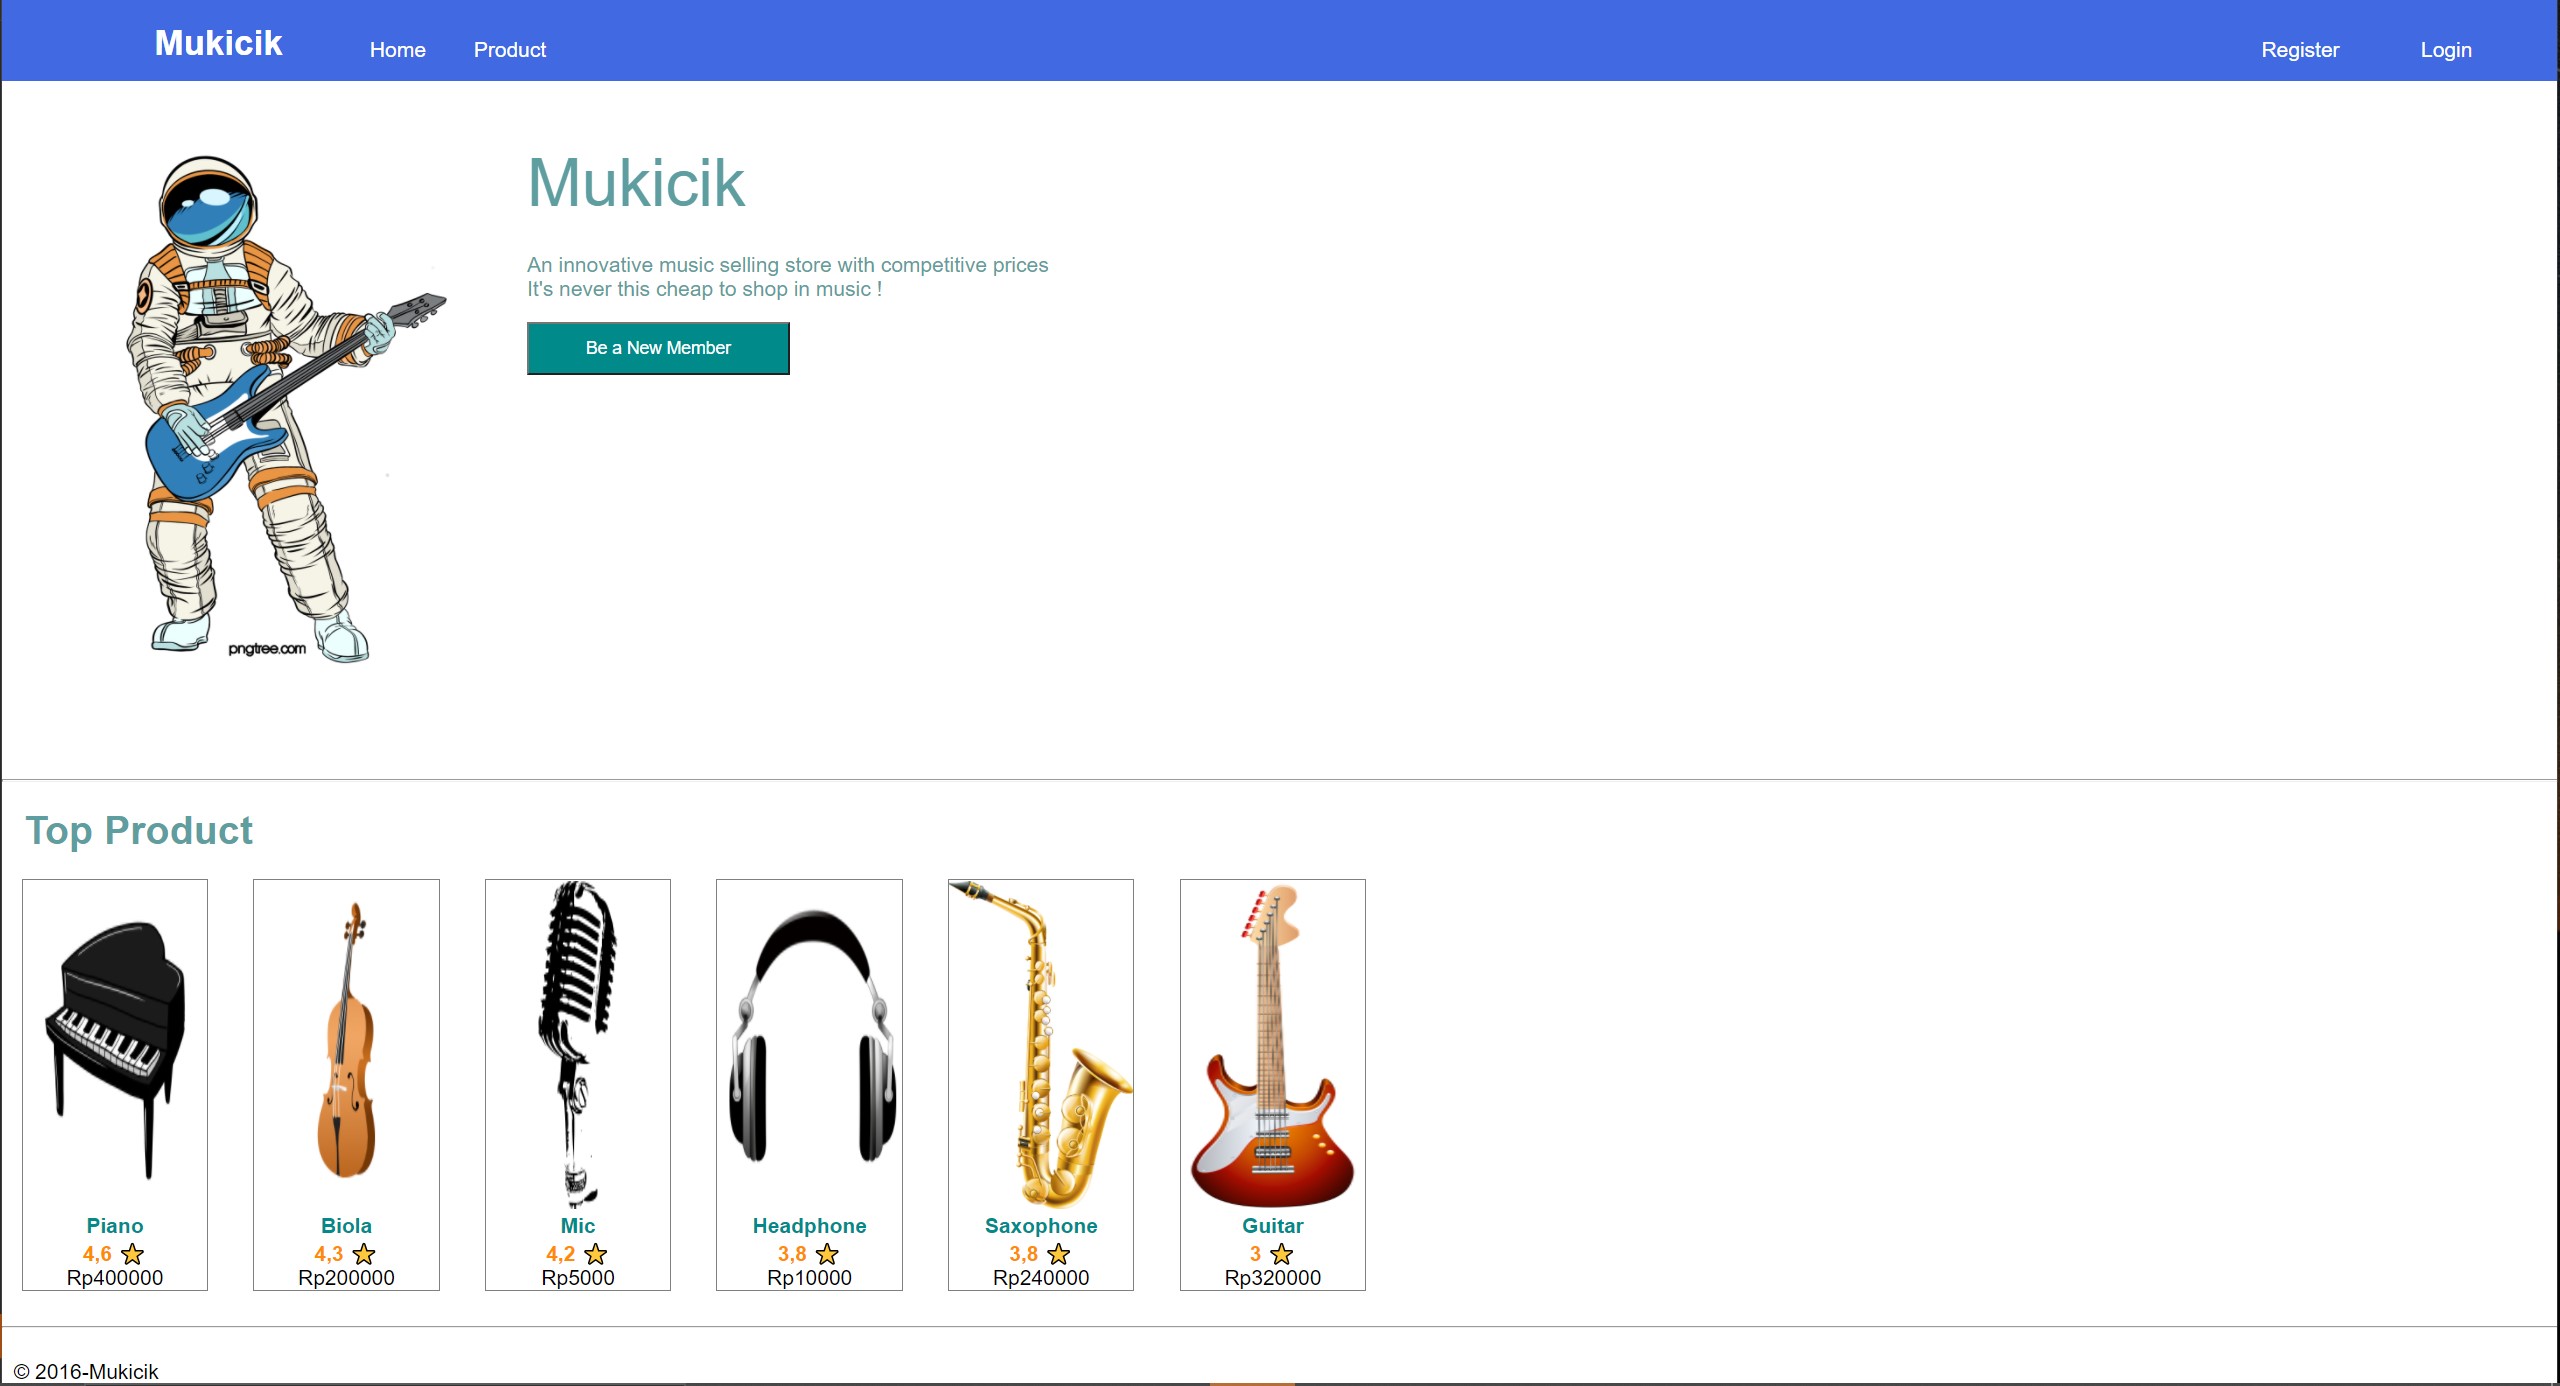 Mukicik Home Product Register Login
Mukicik
An innovative music selling store with competitive prices
It's never this cheap to shop in music !
Be a New Member
pngtree.com
Top Product
Piano
4,6
Rp400000
Biola
4,3
Rp200000
Mic
4,2
Rp5000
Headphone
3,8
Rp10000
Saxophone
3,8
Rp240000
Guitar
3
Rp320000
© 2016-Mukicik